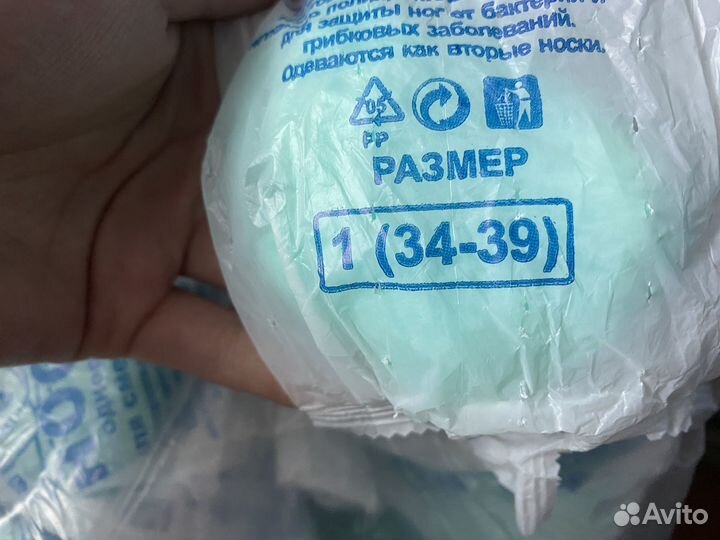 для защиты ног от бактерий и
грибковых заболеваний.
Одеваются как вторые носки.
05
PP
РАЗМЕР
1 (34-39)
Avito